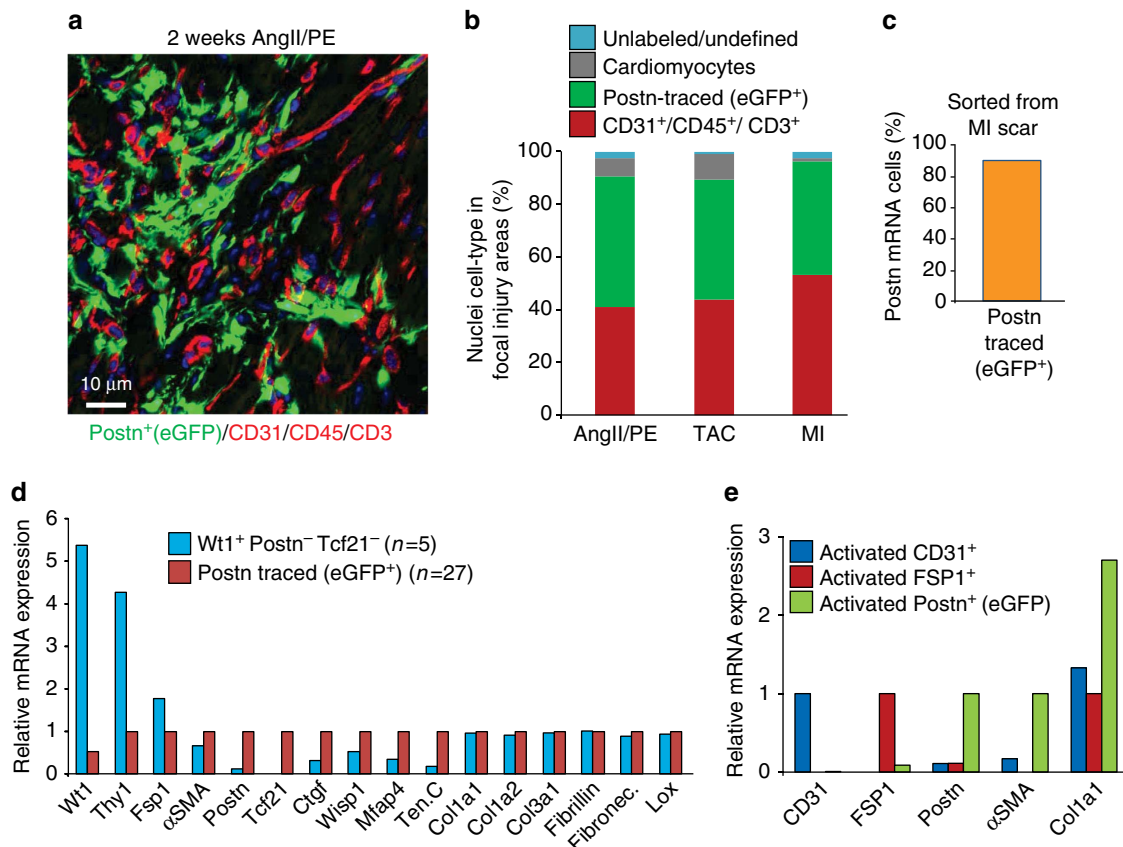 a
2 weeks AngII/PE
10 μm
Postn⁺(eGFP)/CD31/CD45/CD3
b
Unlabeled/undefined
Cardiomyocytes
Postn-traced (eGFP⁺)
CD31⁺/CD45⁺/ CD3⁺
Nuclei cell-type in
focal injury areas (%)
100
80
60
40
20
0
AngII/PE TAC MI
c
Sorted from
MI scar
Postn mRNA cells (%)
100
80
60
40
20
0
Postn
traced
(eGFP⁺)
d
Relative mRNA expression
6
5
4
3
2
1
0
Wt1⁺ Postn⁻ Tcf21⁻ (n=5)
Postn traced (eGFP⁺) (n=27)
Wt1 Thy1 Fsp1 αSMA Postn Tcf21 Ctgf Wisp1 Mfap4 Ten.C Col1a1 Col1a2 Col3a1 Fibrillin Fibronec. Lox
e
Relative mRNA expression
3
2
1
0
Activated CD31⁺
Activated FSP1⁺
Activated Postn⁺ (eGFP)
CD31 FSP1 Postn αSMA Col1a1